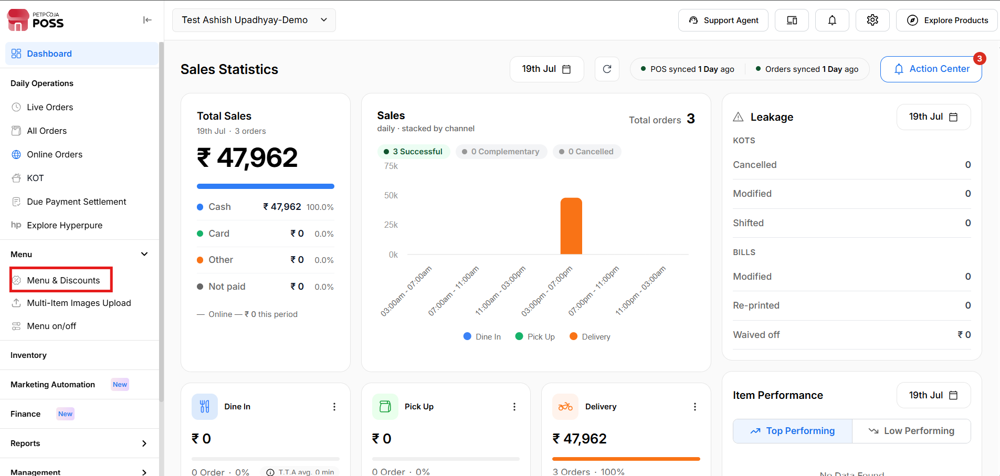 PETPOOJA
POSS
Test Ashish Upadhyay-Demo
Support Agent
Explore Products
Dashboard
Daily Operations
Live Orders
All Orders
Online Orders
KOT
hp Explore Hyperpure
Due Payment Settlement
Menu
Menu & Discounts
Multi-Item Images Upload
Menu on/off
Inventory
Marketing Automation New
Finance New
Reports
Management
Sales Statistics
19th Jul
POS synced 1 Day ago
Orders synced 1 Day ago
Action Center
3
Total Sales
19th Jul · 3 orders
₹ 47,962
Cash ₹ 47,962 100.0%
Card ₹ 0 0.0%
Other ₹ 0 0.0%
Not paid ₹ 0 0.0%
— Online — ₹ 0 this period
Sales
daily · stacked by channel
Total orders 3
3 Successful
0 Complementary
0 Cancelled
75k
50k
25k
0k
03:00am - 07:00am
07:00am - 11:00am
11:00am - 03:00pm
03:00pm - 07:00pm
07:00pm - 11:00pm
11:00pm - 03:00am
Dine In
Pick Up
Delivery
Leakage
19th Jul
KOTS
Cancelled 0
Modified 0
Shifted 0
BILLS
Modified 0
Re-printed 0
Waived off ₹ 0
Dine In
₹ 0
0 Order · 0%
T.T.A avg. 0 min
Pick Up
₹ 0
0 Order · 0%
Delivery
₹ 47,962
3 Orders · 100%
Item Performance
19th Jul
Top Performing
Low Performing
No Data Found